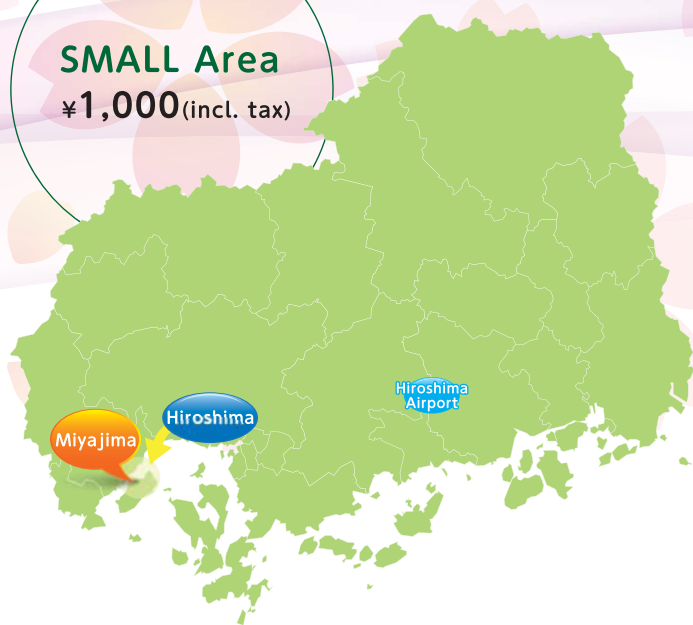 SMALL Area
¥1,000(incl. tax)
Hiroshima
Airport
Hiroshima
Miyajima